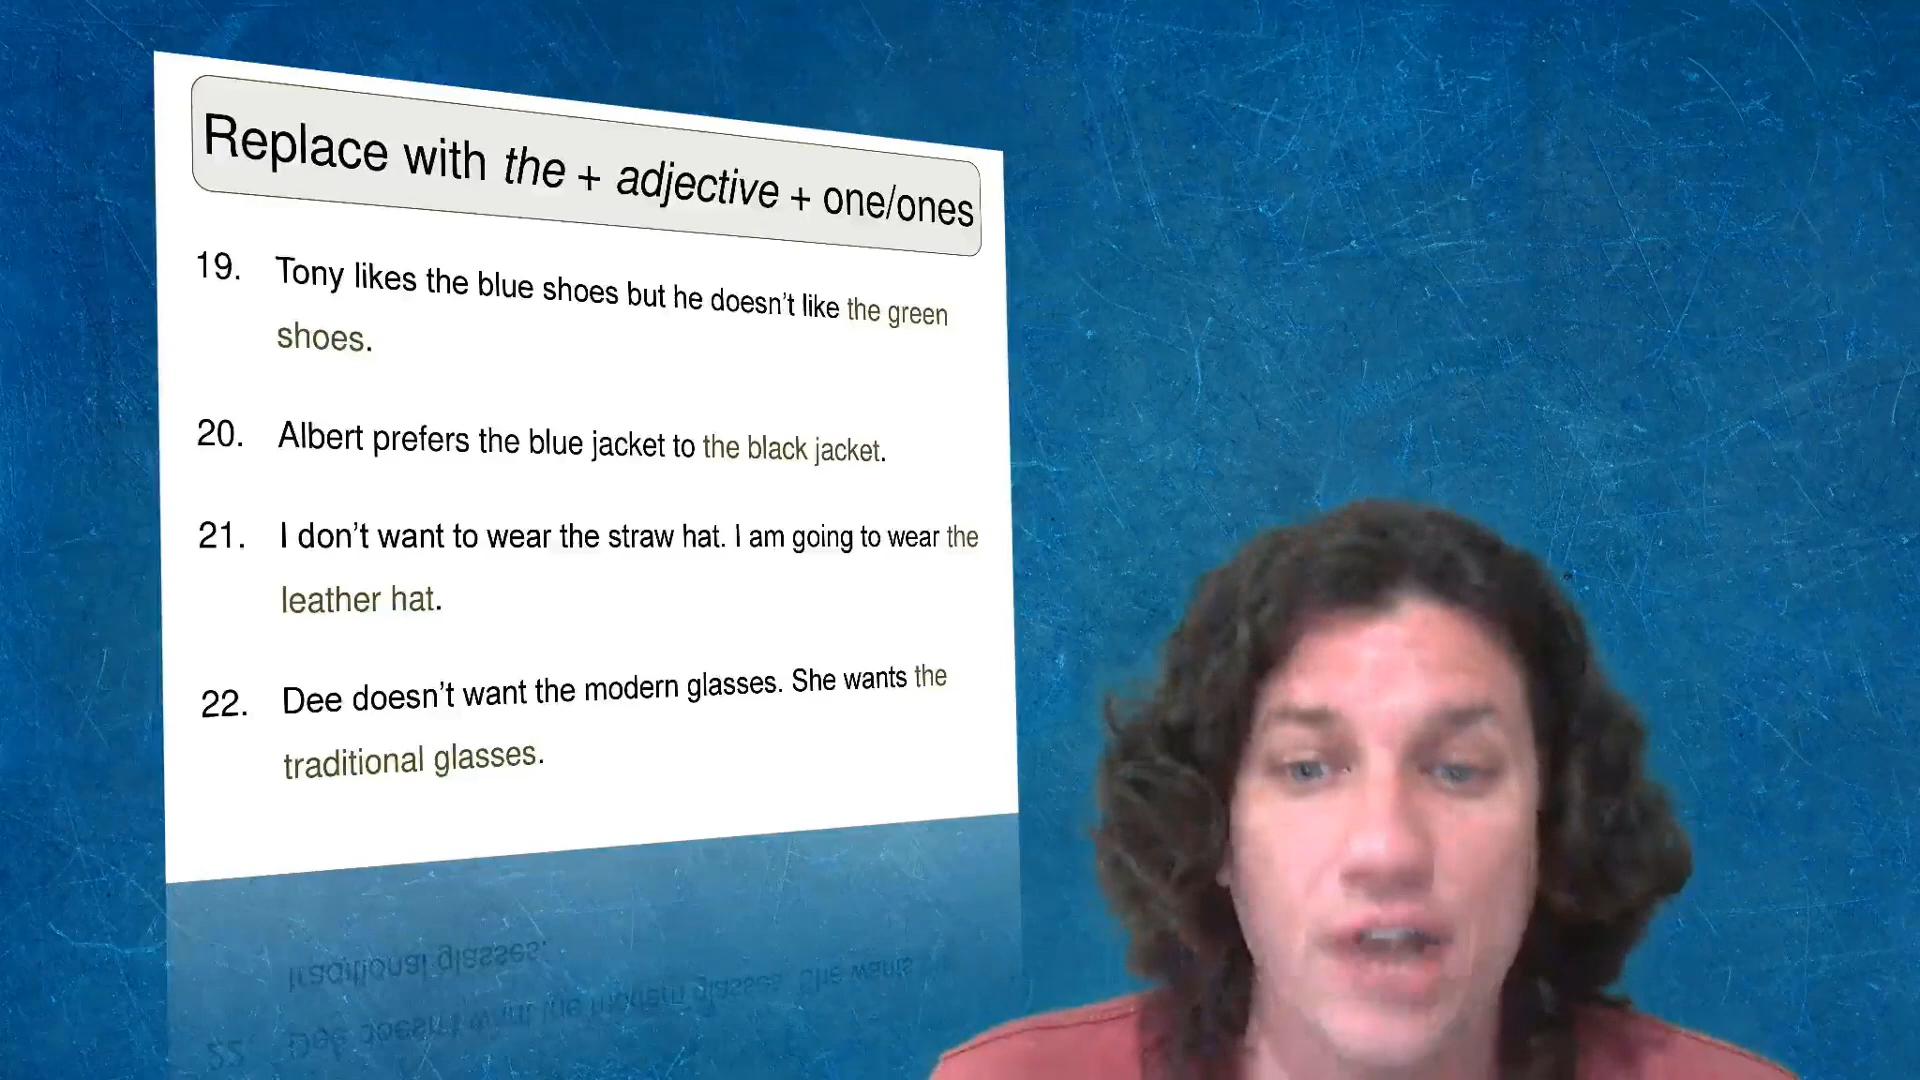 Replace with the + adjective + one/ones
19. Tony likes the blue shoes but he doesn't like the green
shoes.
20. Albert prefers the blue jacket to the black jacket.
21. I don't want to wear the straw hat. I am going to wear the
leather hat.
22. Dee doesn't want the modern glasses. She wants the
traditional glasses.